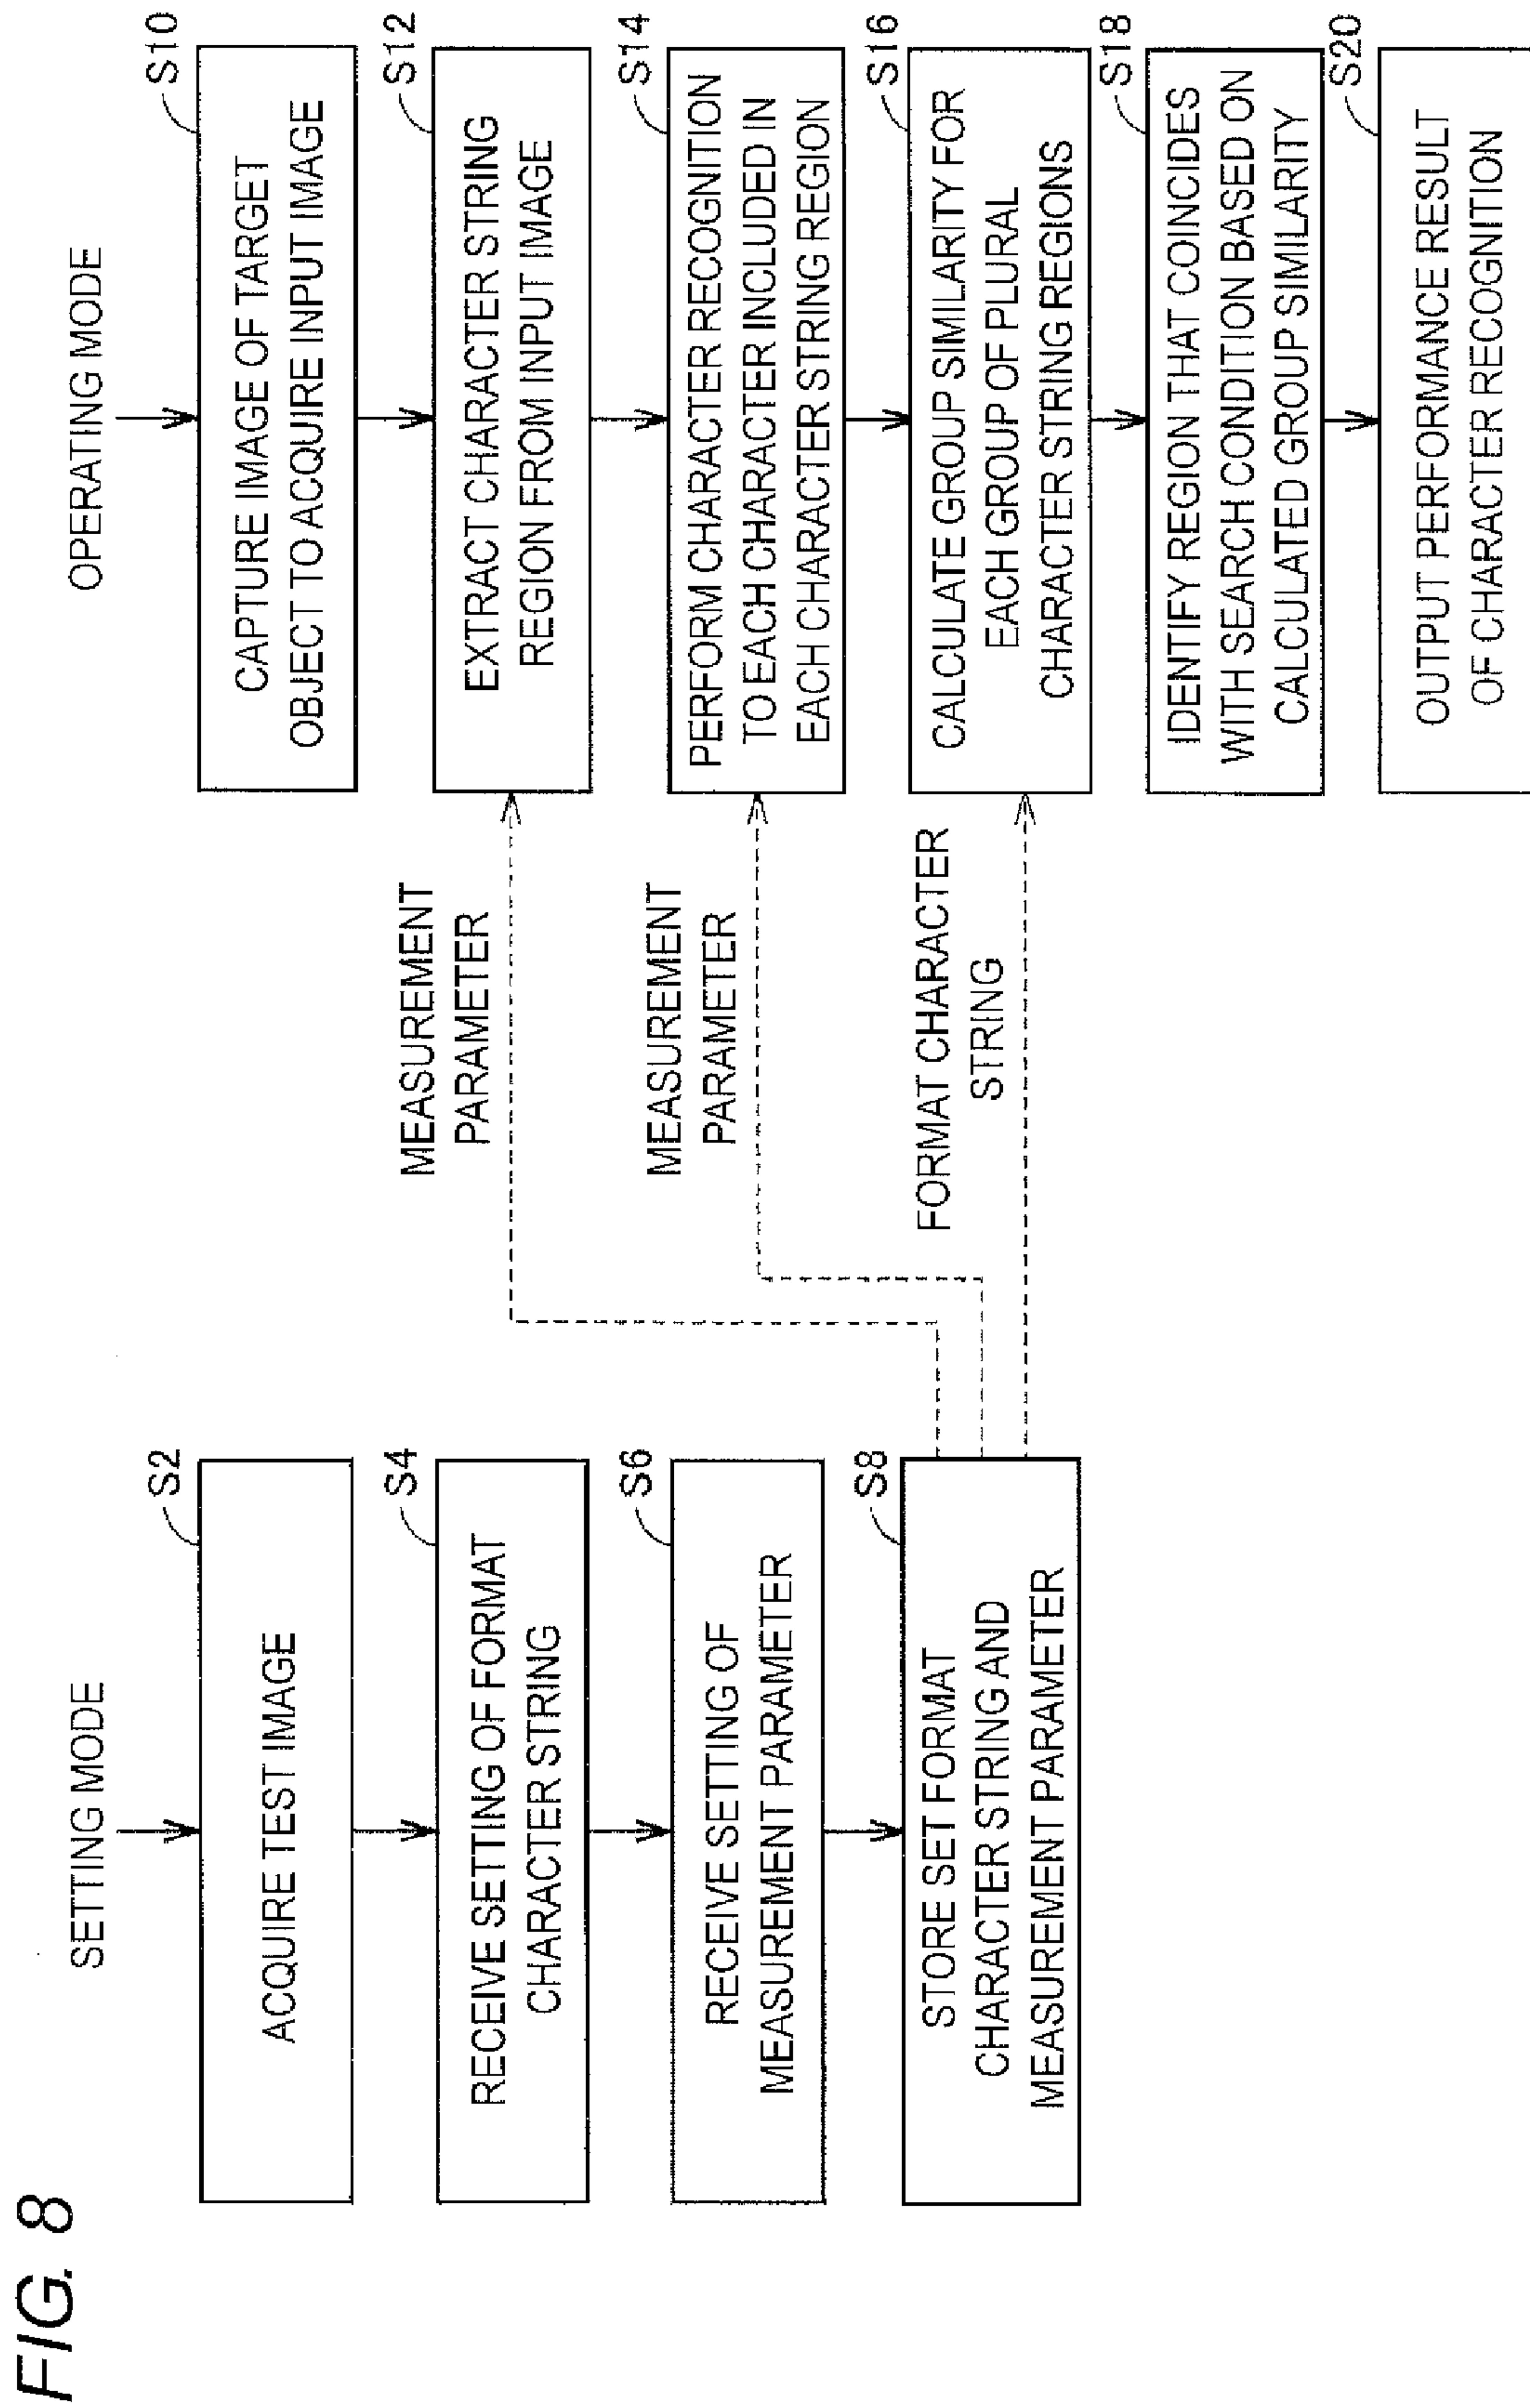 FIG. 8
SETTING MODE
S2
ACQUIRE TEST IMAGE
S4
RECEIVE SETTING OF FORMAT
CHARACTER STRING
S6
RECEIVE SETTING OF
MEASUREMENT PARAMETER
S8
STORE SET FORMAT
CHARACTER STRING AND
MEASUREMENT PARAMETER
MEASUREMENT
PARAMETER
MEASUREMENT
PARAMETER
FORMAT CHARACTER
STRING
OPERATING MODE
S10
CAPTURE IMAGE OF TARGET
OBJECT TO ACQUIRE INPUT IMAGE
S12
EXTRACT CHARACTER STRING
REGION FROM INPUT IMAGE
S14
PERFORM CHARACTER RECOGNITION
TO EACH CHARACTER INCLUDED IN
EACH CHARACTER STRING REGION
S16
CALCULATE GROUP SIMILARITY FOR
EACH GROUP OF PLURAL
CHARACTER STRING REGIONS
S18
IDENTIFY REGION THAT COINCIDES
WITH SEARCH CONDITION BASED ON
CALCULATED GROUP SIMILARITY
S20
OUTPUT PERFORMANCE RESULT
OF CHARACTER RECOGNITION